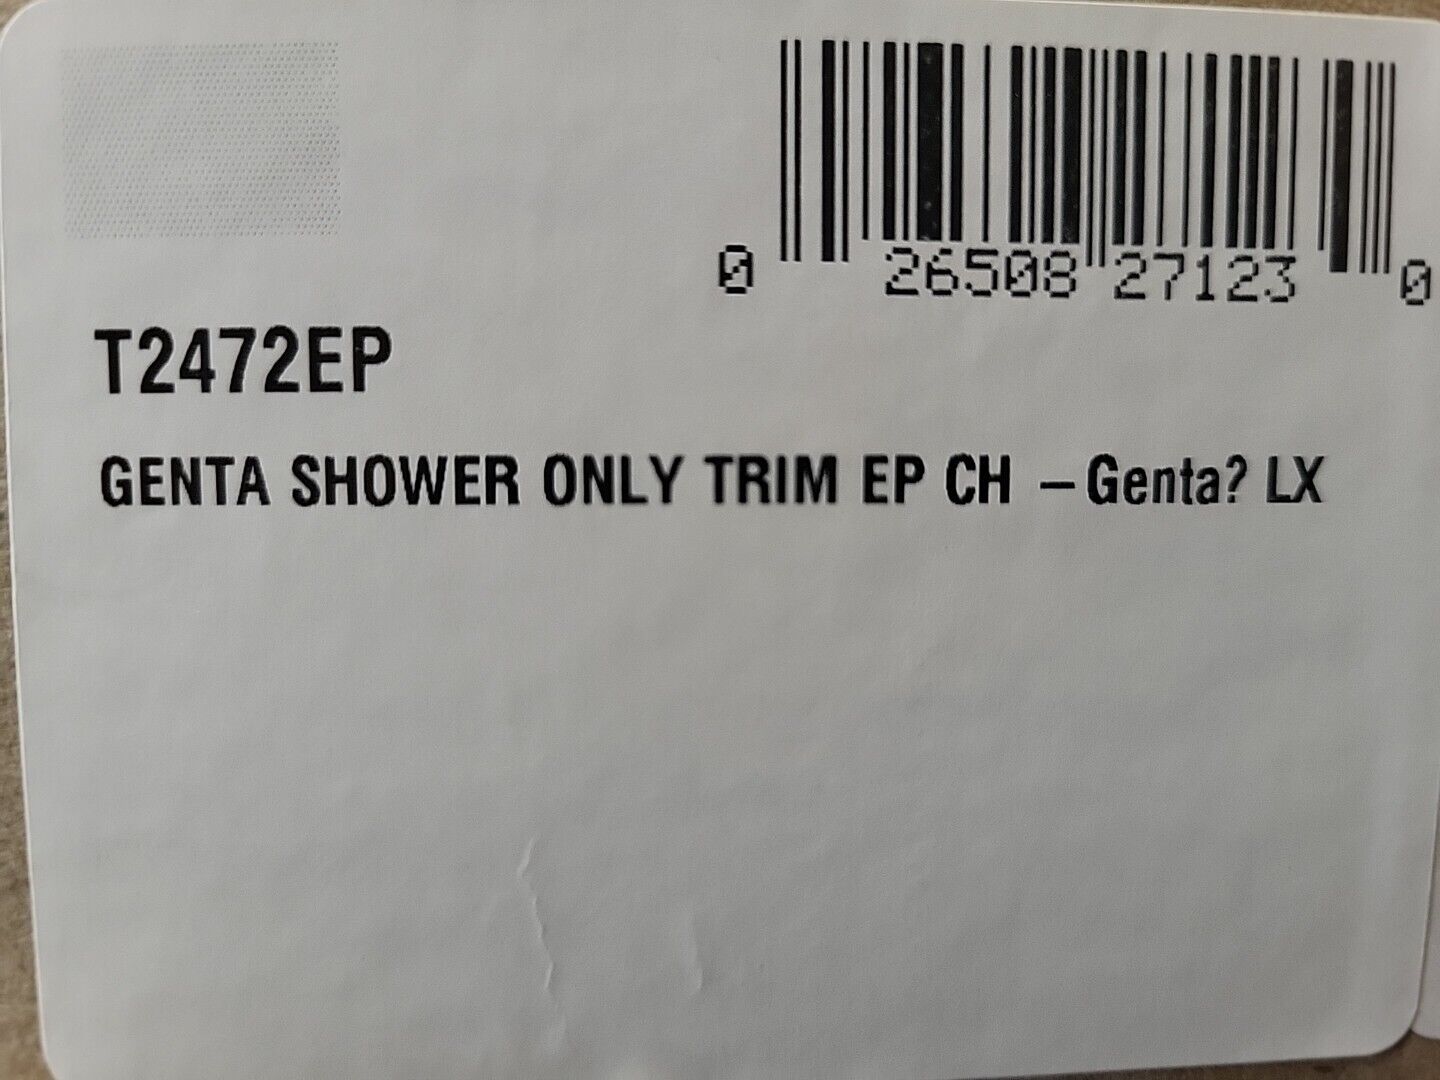 0 26508 27123 0
T2472EP
GENTA SHOWER ONLY TRIM EP CH –Genta? LX